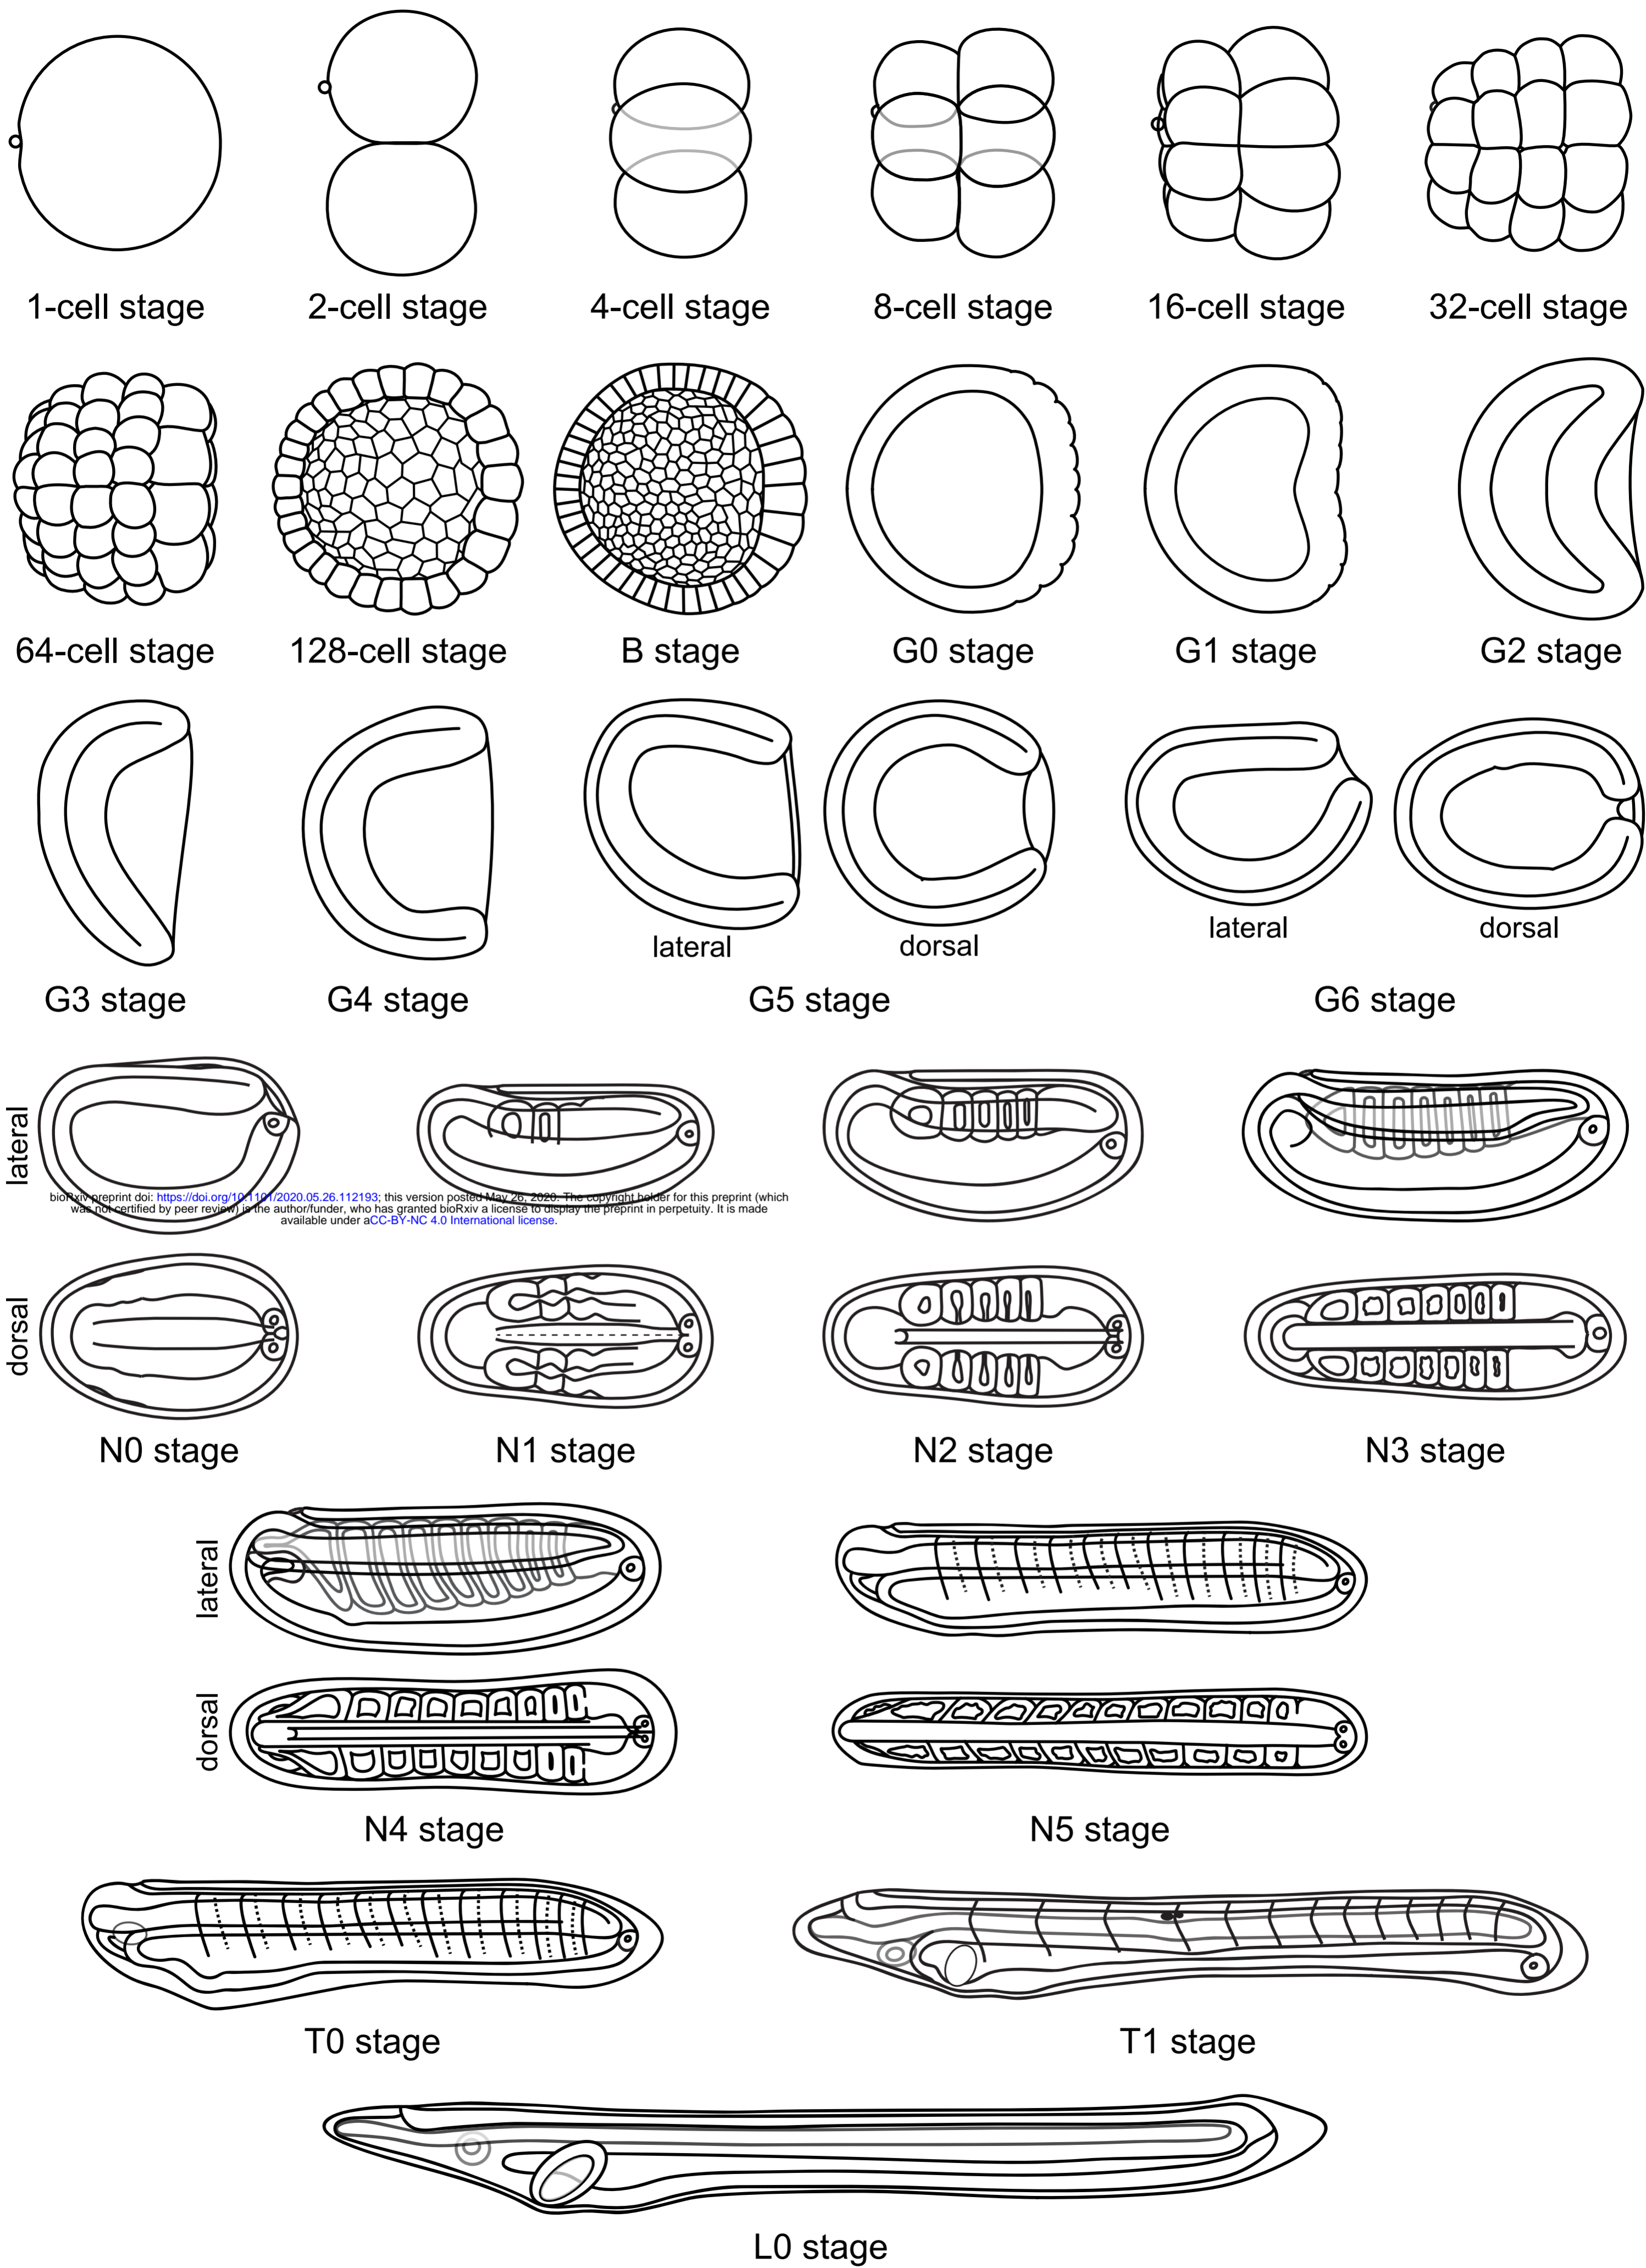 1-cell stage
2-cell stage
4-cell stage
8-cell stage
16-cell stage
32-cell stage
64-cell stage
128-cell stage
B stage
G0 stage
G1 stage
G2 stage
lateral
dorsal
lateral
dorsal
G3 stage
G4 stage
G5 stage
G6 stage
lateral
bioRxiv preprint doi: https://doi.org/10.1101/2020.05.26.112193; this version posted May 26, 2020. The copyright holder for this preprint (which
was not certified by peer review) is the author/funder, who has granted bioRxiv a license to display the preprint in perpetuity. It is made
available under aCC-BY-NC 4.0 International license.
dorsal
N0 stage
N1 stage
N2 stage
N3 stage
lateral
dorsal
N4 stage
N5 stage
T0 stage
T1 stage
L0 stage